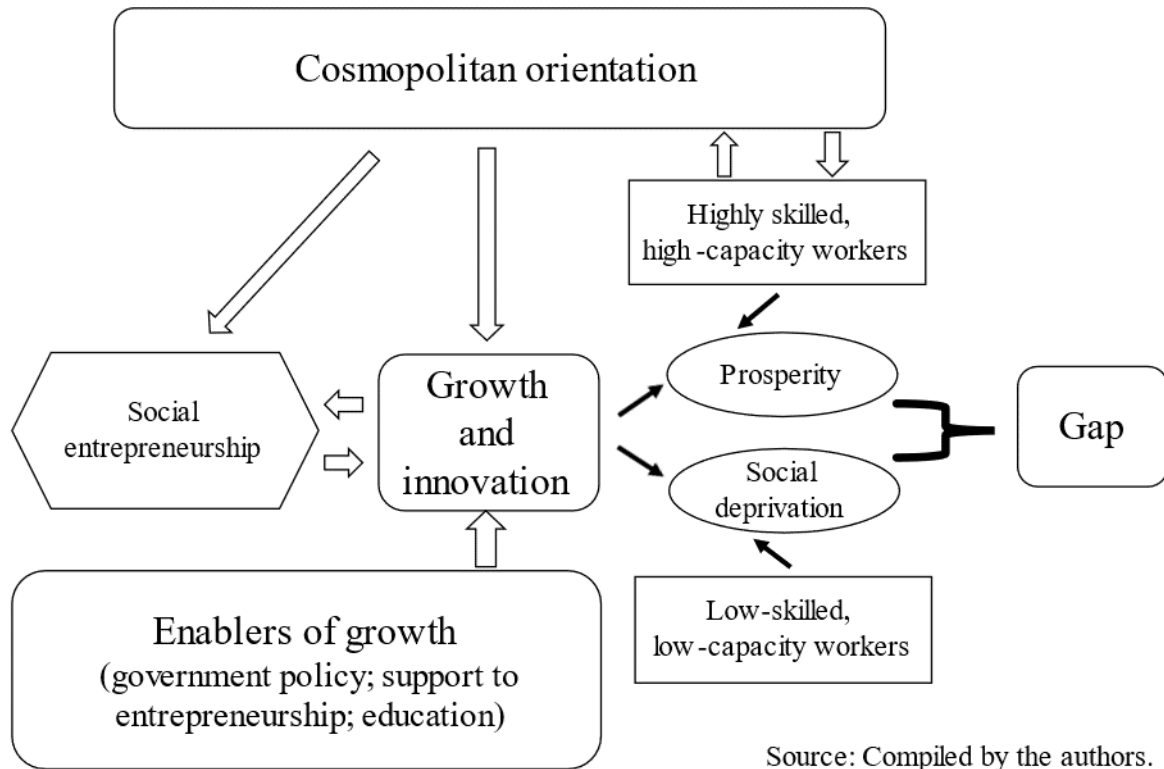 Cosmopolitan orientation
Highly skilled,
high-capacity workers
Prosperity
Social
entrepreneurship
Growth
and
innovation
Gap
Social
deprivation
Low-skilled,
low-capacity workers
Enablers of growth
(government policy; support to
entrepreneurship; education)
Source: Compiled by the authors.